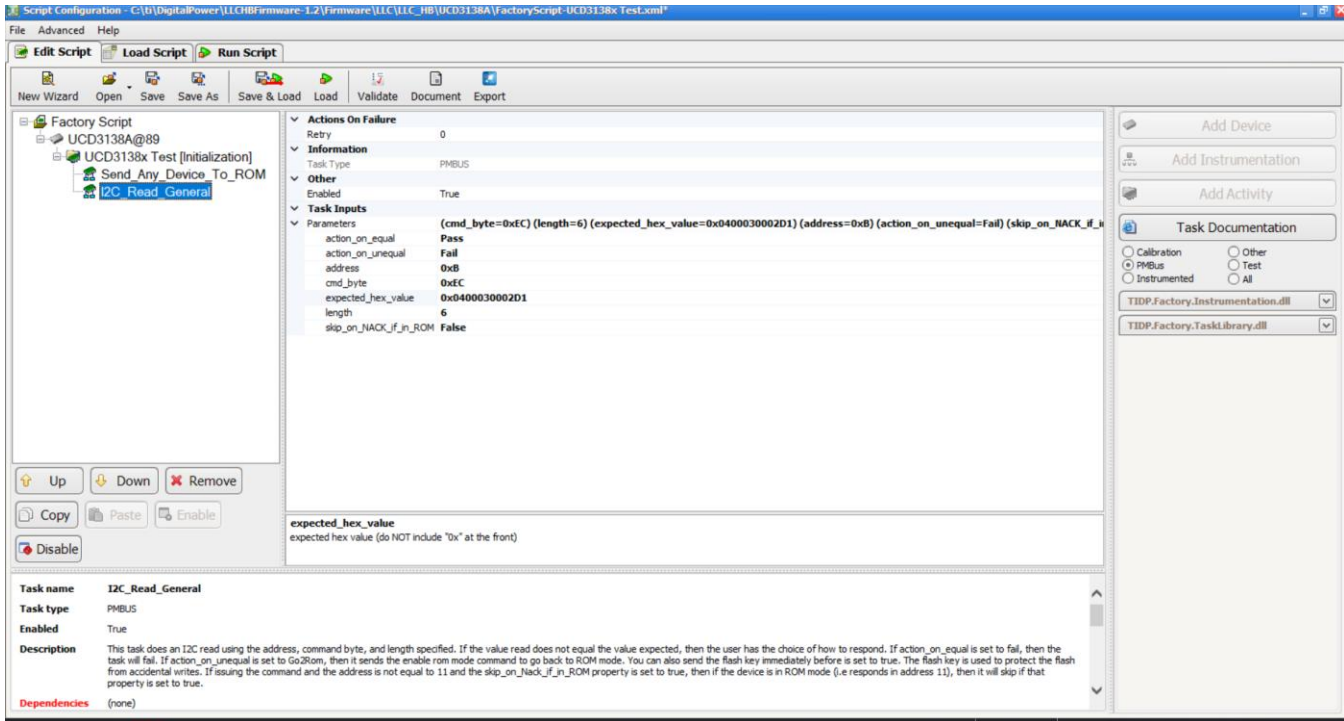 Script Configuration - C:\ti\DigitalPower\LLCHBFirmware-1.2\Firmware\LLC\LLC_HB\UCD3138A\FactoryScript-UCD3138x Test.xml*
File Advanced Help
Edit Script Load Script Run Script
New Wizard Open Save Save As Save & Load Load Validate Document Export
Factory Script
UCD3138A@89
UCD3138x Test [Initialization]
Send_Any_Device_To_ROM
I2C_Read_General
Actions On Failure
Retry 0
Information
Task Type PMBUS
Other
Enabled True
Task Inputs
Parameters (cmd_byte=0xEC) (length=6) (expected_hex_value=0x0400030002D1) (address=0xB) (action_on_unequal=Fail) (skip_on_NACK_if_i
action_on_equal Pass
action_on_unequal Fail
address 0xB
cmd_byte 0xEC
expected_hex_value 0x0400030002D1
length 6
skip_on_NACK_if_in_ROM False
Add Device
Add Instrumentation
Add Activity
Task Documentation
Calibration Other
PMBus Test
Instrumented All
TIDP.Factory.Instrumentation.dll
TIDP.Factory.TaskLibrary.dll
Up Down Remove
Copy Paste Enable
Disable
expected_hex_value
expected hex value (do NOT include "0x" at the front)
Task name I2C_Read_General
Task type PMBUS
Enabled True
Description This task does an I2C read using the address, command byte, and length specified. If the value read does not equal the value expected, then the user has the choice of how to respond. If action_on_equal is set to fail, then the
task will fail. If action_on_unequal is set to Go2Rom, then it sends the enable rom mode command to go back to ROM mode. You can also send the flash key immediately before is set to true. The flash key is used to protect the flash
from accidental writes. If issuing the command and the address is not equal to 11 and the skip_on_Nack_if_in_ROM property is set to true, then if the device is in ROM mode (i.e responds in address 11), then it will skip if that
property is set to true.
Dependencies (none)